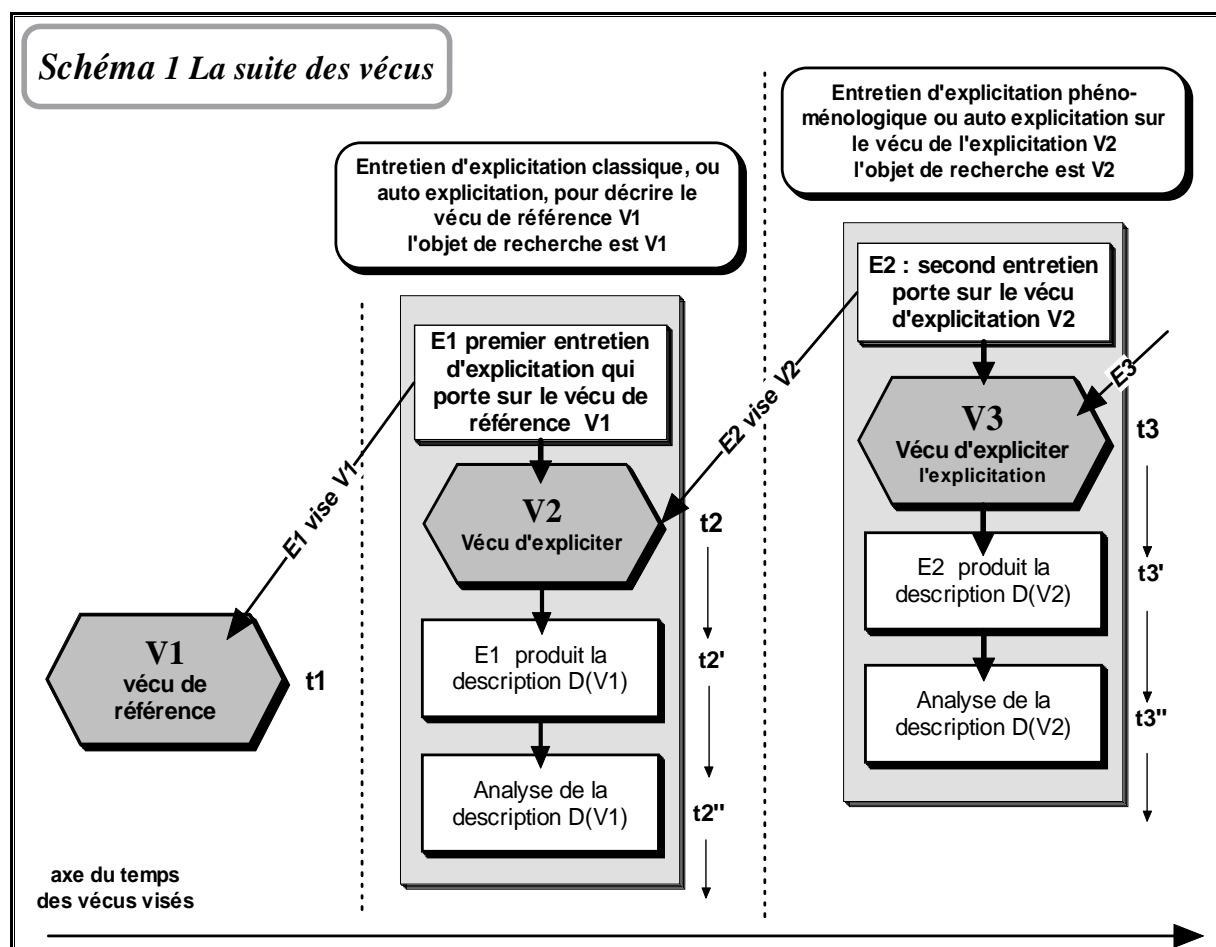 Schéma 1 La suite des vécus
Entretien d'explicitation classique, ou
auto explicitation, pour décrire le
vécu de référence V1
l'objet de recherche est V1
Entretien d'explicitation phéno-
ménologique ou auto explicitation sur
le vécu de l'explicitation V2
l'objet de recherche est V2
V1
vécu de
référence
t1
E1 vise V1
E1 premier entretien
d'explicitation qui
porte sur le vécu de
référence V1
V2
Vécu d'expliciter
t2
E1 produit la
description D(V1)
t2'
Analyse de la
description D(V1)
t2''
E2 vise V2
E2 : second entretien
porte sur le vécu
d'explicitation V2
E3
V3
Vécu d'expliciter
l'explicitation
t3
E2 produit la
description D(V2)
t3'
Analyse de la
description D(V2)
t3''
axe du temps
des vécus visés